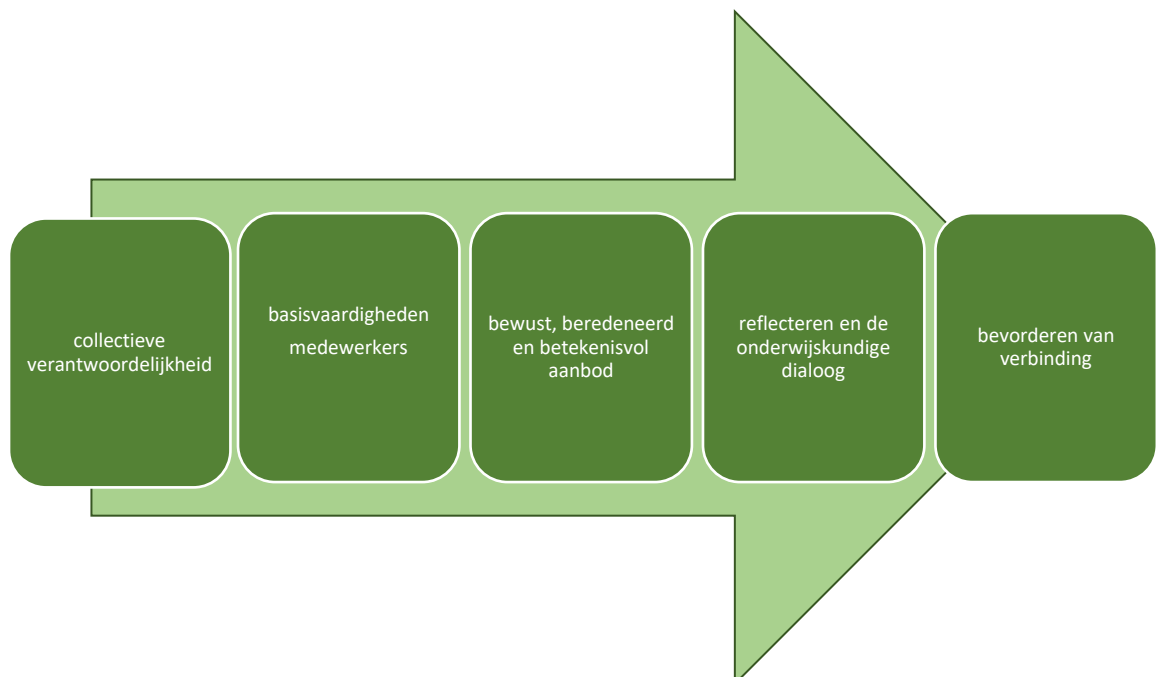 collectieve
verantwoordelijkheid
basisvaardigheden
medewerkers
bewust, beredeneerd
en betekenisvol
aanbod
reflecteren en de
onderwijskundige
dialoog
bevorderen van
verbinding